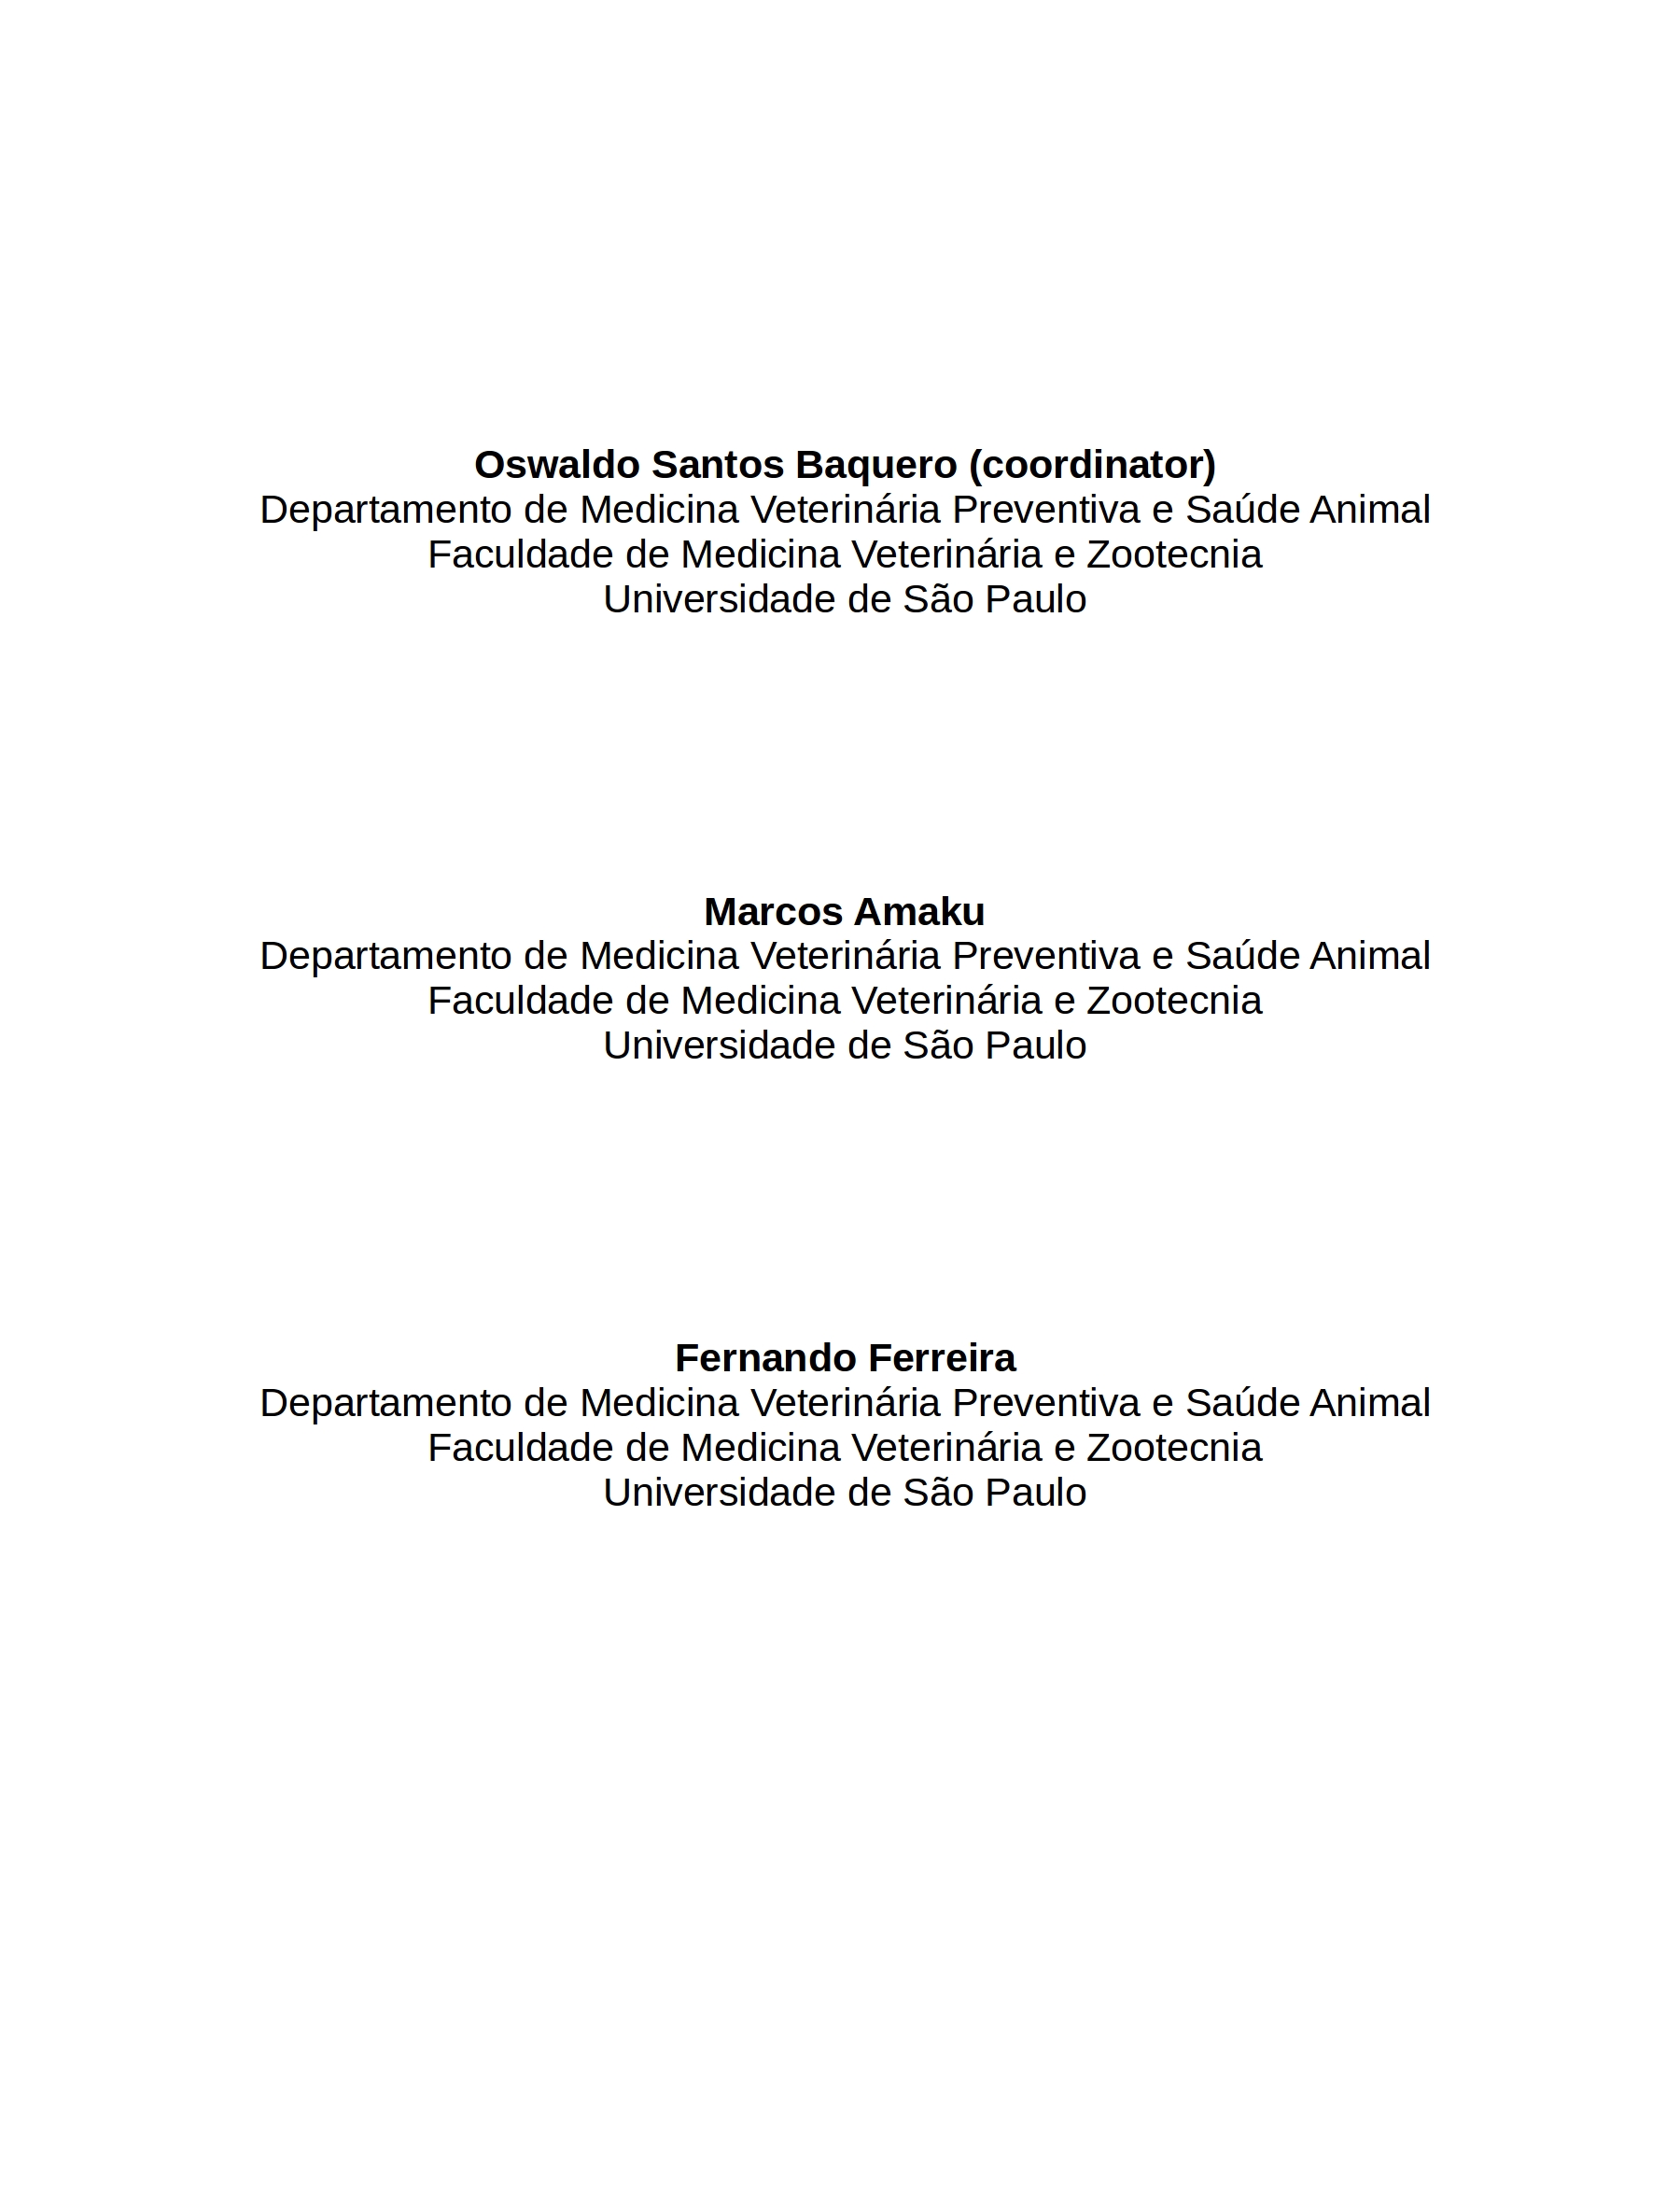 Oswaldo Santos Baquero (coordinator)
Departamento de Medicina Veterinária Preventiva e Saúde Animal
Faculdade de Medicina Veterinária e Zootecnia
Universidade de São Paulo
Marcos Amaku
Departamento de Medicina Veterinária Preventiva e Saúde Animal
Faculdade de Medicina Veterinária e Zootecnia
Universidade de São Paulo
Fernando Ferreira
Departamento de Medicina Veterinária Preventiva e Saúde Animal
Faculdade de Medicina Veterinária e Zootecnia
Universidade de São Paulo